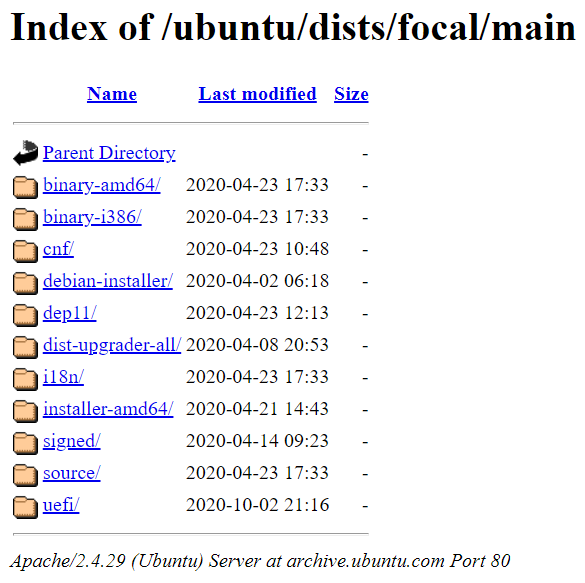 Index of /ubuntu/dists/focal/main
Name Last modified Size
Parent Directory -
binary-amd64/ 2020-04-23 17:33 -
binary-i386/ 2020-04-23 17:33 -
cnf/ 2020-04-23 10:48 -
debian-installer/ 2020-04-02 06:18 -
dep11/ 2020-04-23 12:13 -
dist-upgrader-all/ 2020-04-08 20:53 -
i18n/ 2020-04-23 17:33 -
installer-amd64/ 2020-04-21 14:43 -
signed/ 2020-04-14 09:23 -
source/ 2020-04-23 17:33 -
uefi/ 2020-10-02 21:16 -
Apache/2.4.29 (Ubuntu) Server at archive.ubuntu.com Port 80